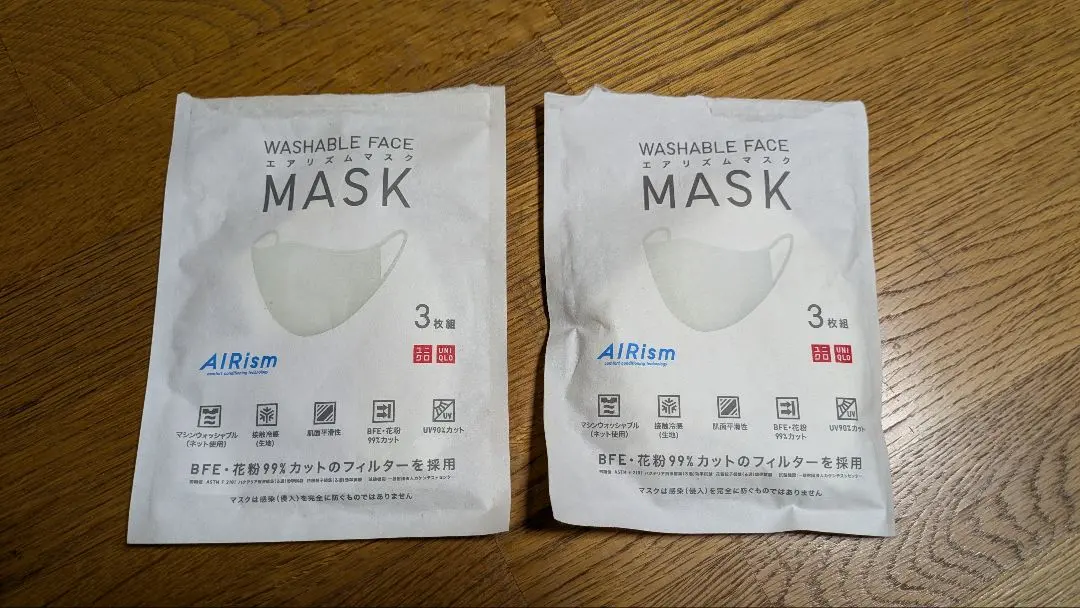 WASHABLE FACE
エアリズムマスク
MASK
3枚組
AIRism
comfort conditioning technology
ユニクロ
UNIQLO
マシンウォッシャブル
(ネット使用)
接触冷感
(生地)
肌面平滑性
BFE・花粉
99%カット
UV
UV90%カット
BFE・花粉99%カットのフィルターを採用
マスクは感染(侵入)を完全に防ぐものではありません
WASHABLE FACE
エアリズムマスク
MASK
3枚組
AIRism
comfort conditioning technology
ユニクロ
UNIQLO
マシンウォッシャブル
(ネット使用)
接触冷感
(生地)
肌面平滑性
BFE・花粉
99%カット
UV
UV90%カット
BFE・花粉99%カットのフィルターを採用
マスクは感染(侵入)を完全に防ぐものではありません